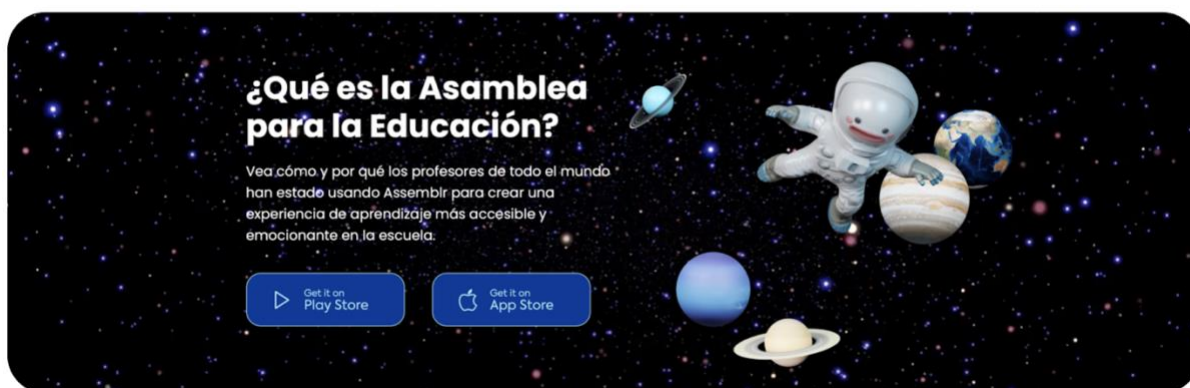 ¿Qué es la Asamblea
para la Educación?
Vea cómo y por qué los profesores de todo el mundo
han estado usando Assemblr para crear una
experiencia de aprendizaje más accesible y
emocionante en la escuela.
Get it on
Play Store
Get it on
App Store